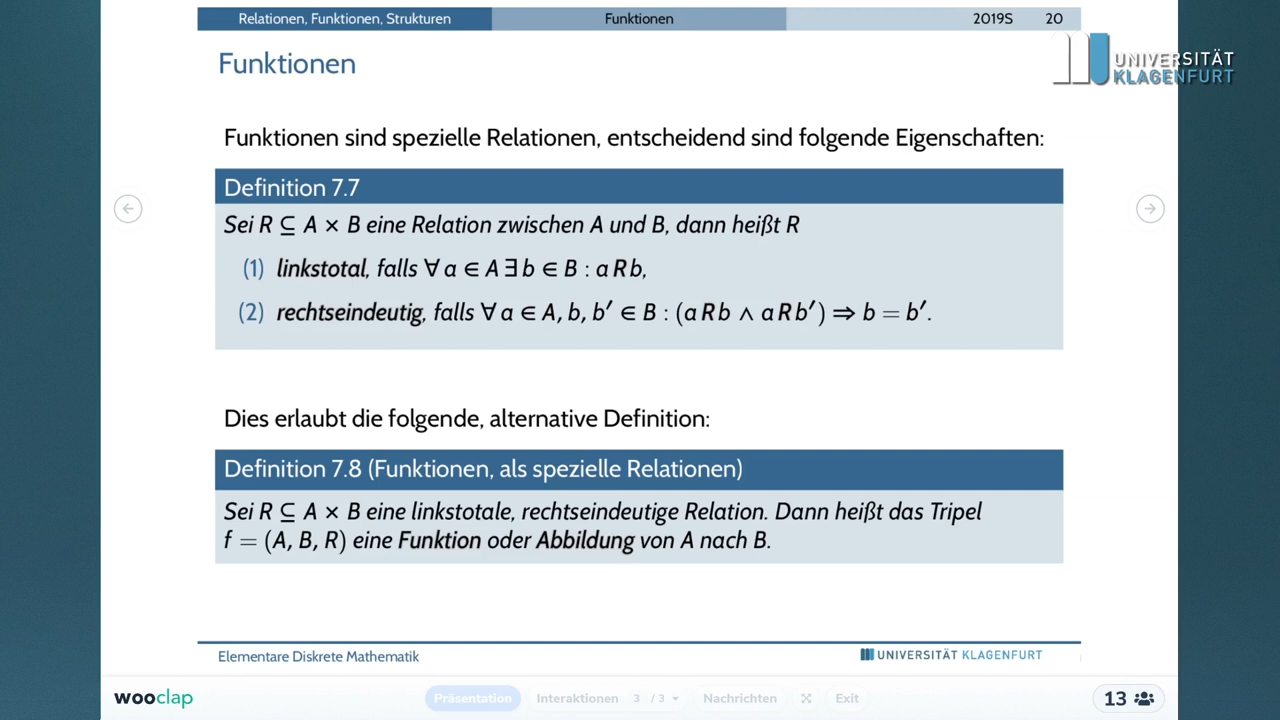 Relationen, Funktionen, Strukturen Funktionen 2019S 20
UNIVERSITÄT
KLAGENFURT
Funktionen
Funktionen sind spezielle Relationen, entscheidend sind folgende Eigenschaften:
Definition 7.7
Sei R ⊆ A × B eine Relation zwischen A und B, dann heißt R
(1) linkstotal, falls ∀ a ∈ A ∃ b ∈ B : a R b,
(2) rechtseindeutig, falls ∀ a ∈ A, b, b′ ∈ B : (a R b ∧ a R b′) ⇒ b = b′.
Dies erlaubt die folgende, alternative Definition:
Definition 7.8 (Funktionen, als spezielle Relationen)
Sei R ⊆ A × B eine linkstotale, rechtseindeutige Relation. Dann heißt das Tripel
f = (A, B, R) eine Funktion oder Abbildung von A nach B.
Elementare Diskrete Mathematik UNIVERSITÄT KLAGENFURT
wooclap Präsentation Interaktionen 3 / 3 Nachrichten Exit 13